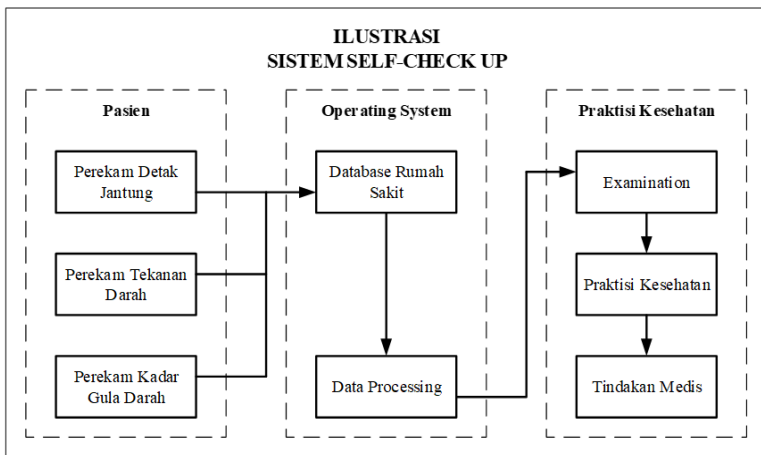 ILUSTRASI
SISTEM SELF-CHECK UP
Pasien
Perekam Detak
Jantung
Perekam Tekanan
Darah
Perekam Kadar
Gula Darah
Operating System
Database Rumah
Sakit
Data Processing
Praktisi Kesehatan
Examination
Praktisi Kesehatan
Tindakan Medis